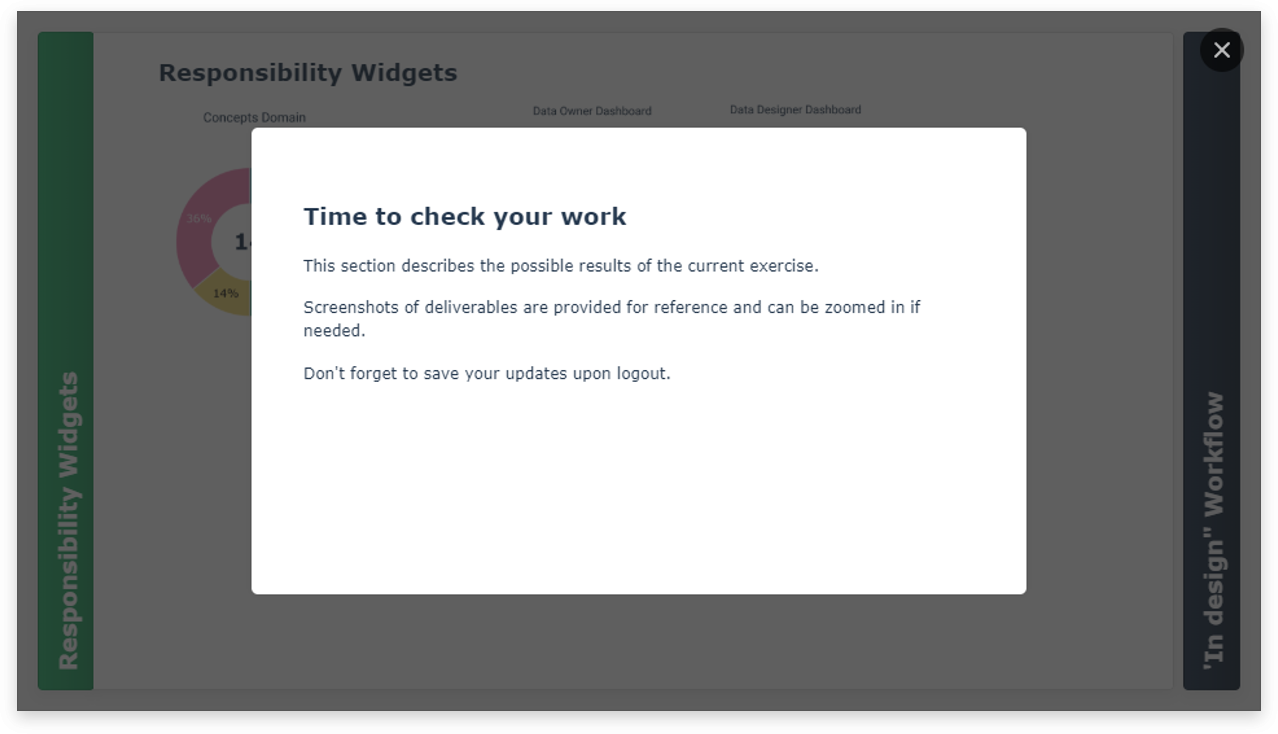 Responsibility Widgets
Concepts Domain
Data Owner Dashboard
Data Designer Dashboard
36%
14%
Time to check your work
This section describes the possible results of the current exercise.
Screenshots of deliverables are provided for reference and can be zoomed in if
needed.
Don't forget to save your updates upon logout.
Responsibility Widgets
'In design" Workflow